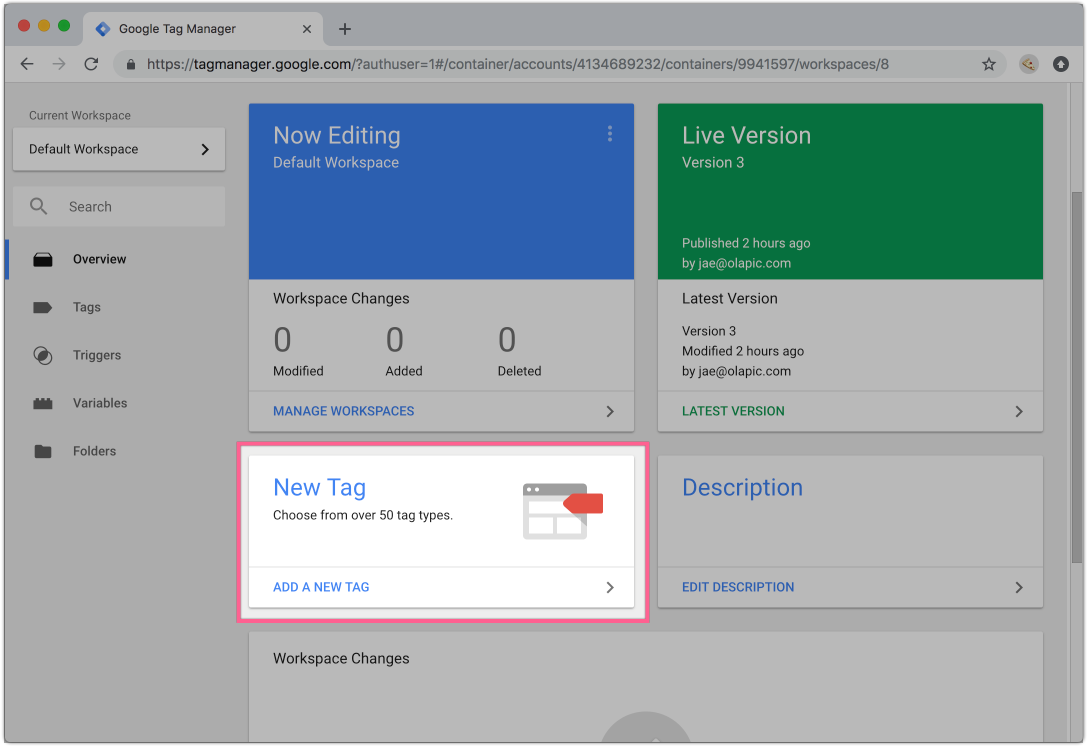 Google Tag Manager
https://tagmanager.google.com/?authuser=1#/container/accounts/4134689232/containers/9941597/workspaces/8
Current Workspace
Default Workspace
Search
Overview
Tags
Triggers
Variables
Folders
Now Editing
Default Workspace
Workspace Changes
0 0 0
Modified Added Deleted
MANAGE WORKSPACES
Live Version
Version 3
Published 2 hours ago
by jae@olapic.com
Latest Version
Version 3
Modified 2 hours ago
by jae@olapic.com
LATEST VERSION
New Tag
Choose from over 50 tag types.
ADD A NEW TAG
Description
EDIT DESCRIPTION
Workspace Changes